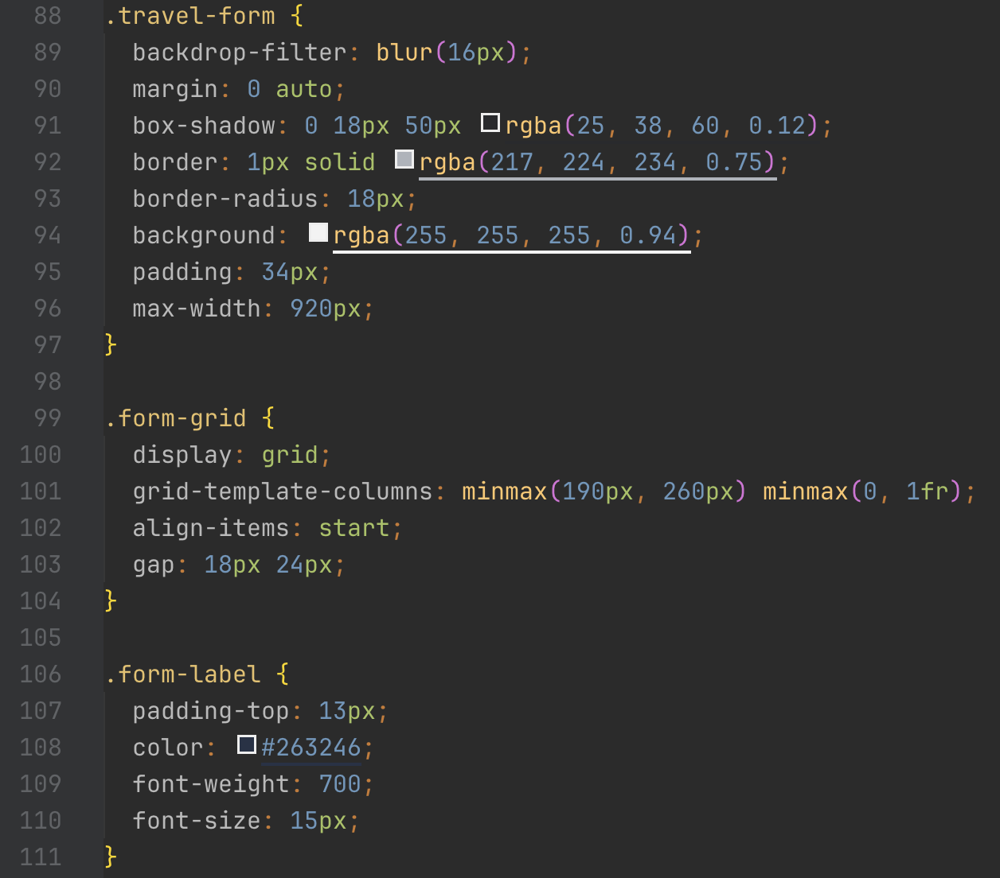 88 .travel-form {
89 backdrop-filter: blur(16px);
90 margin: 0 auto;
91 box-shadow: 0 18px 50px rgba(25, 38, 60, 0.12);
92 border: 1px solid rgba(217, 224, 234, 0.75);
93 border-radius: 18px;
94 background: rgba(255, 255, 255, 0.94);
95 padding: 34px;
96 max-width: 920px;
97 }
98
99 .form-grid {
100 display: grid;
101 grid-template-columns: minmax(190px, 260px) minmax(0, 1fr);
102 align-items: start;
103 gap: 18px 24px;
104 }
105
106 .form-label {
107 padding-top: 13px;
108 color: #263246;
109 font-weight: 700;
110 font-size: 15px;
111 }